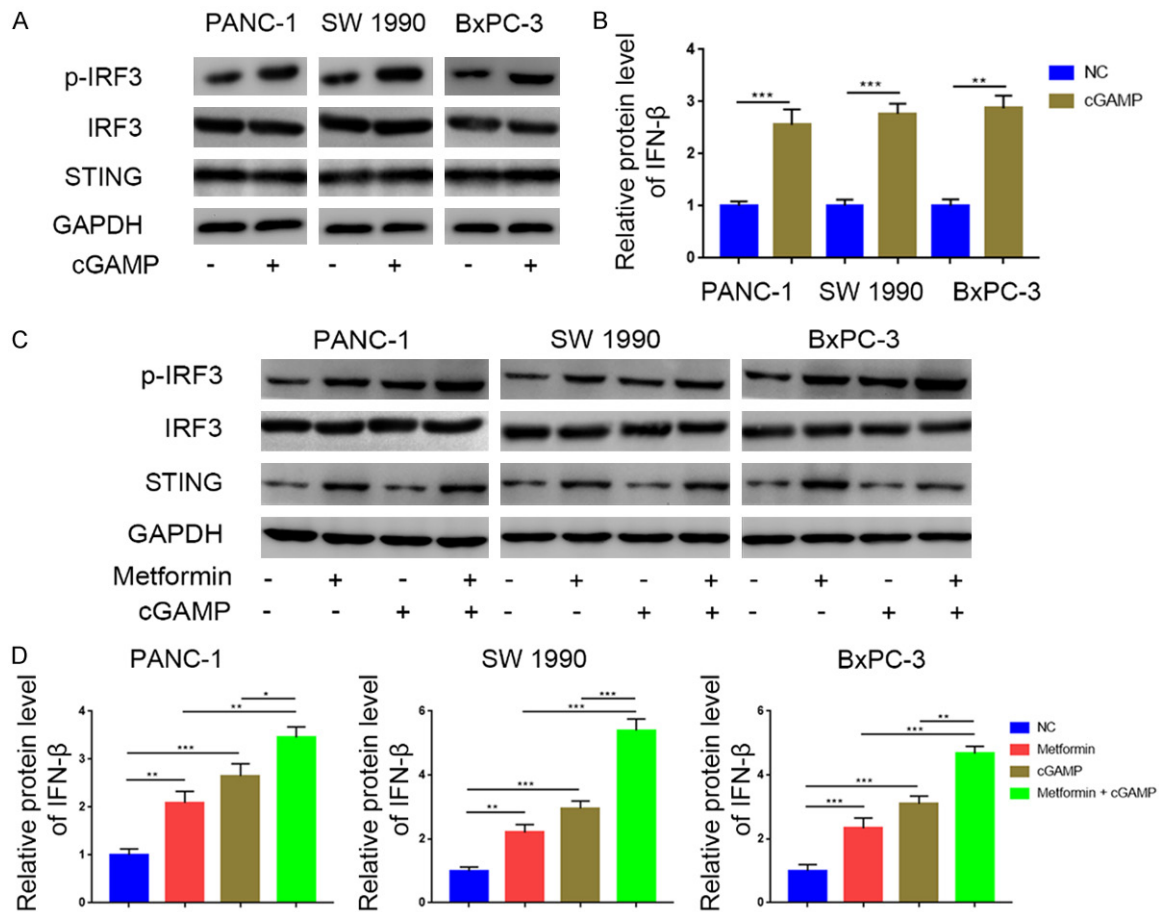 A
PANC-1 SW 1990 BxPC-3
p-IRF3
IRF3
STING
GAPDH
cGAMP - + - + - +
B
Relative protein level
of IFN-β
4
3
2
1
0
*** *** **
PANC-1 SW 1990 BxPC-3
NC
cGAMP
C
PANC-1 SW 1990 BxPC-3
p-IRF3
IRF3
STING
GAPDH
Metformin - + - + - + - + - + - +
cGAMP - - + + - - + + - - + +
D
PANC-1
Relative protein level
of IFN-β
4
3
2
1
0
*
**
***
**
SW 1990
Relative protein level
of IFN-β
6
4
2
0
***
***
***
**
BxPC-3
Relative protein level
of IFN-β
6
4
2
0
**
***
***
***
NC
Metformin
cGAMP
Metformin + cGAMP